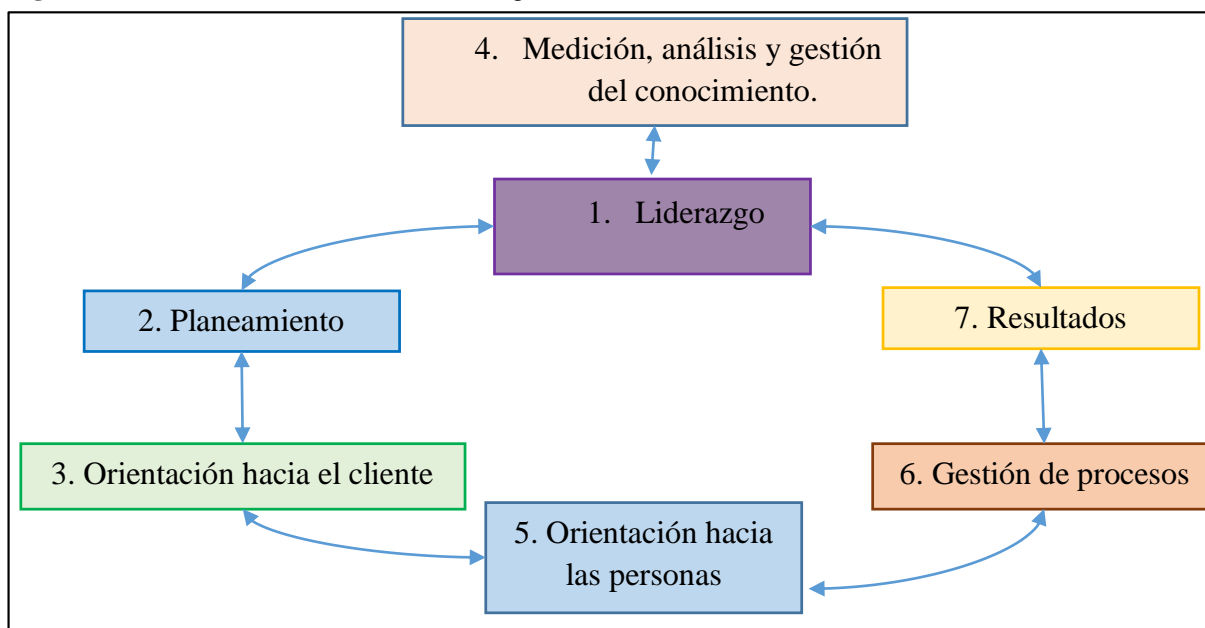 4. Medición, análisis y gestión
del conocimiento.
1. Liderazgo
2. Planeamiento
7. Resultados
3. Orientación hacia el cliente
6. Gestión de procesos
5. Orientación hacia
las personas